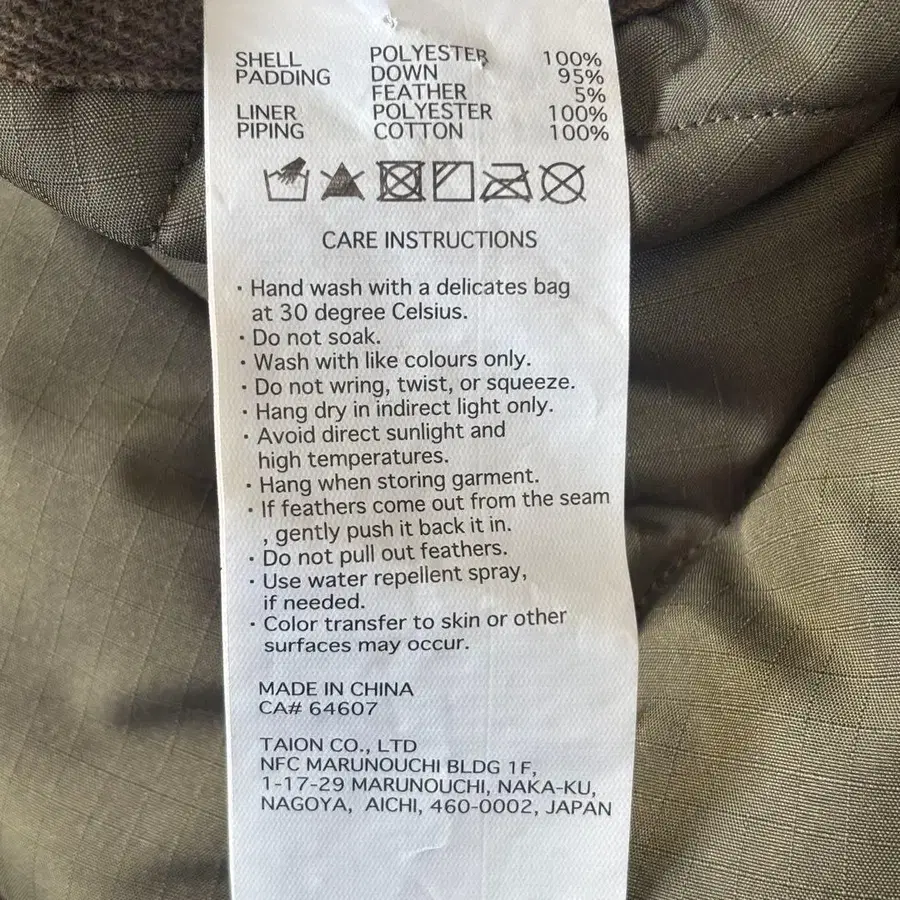 SHELL POLYESTER 100%
PADDING DOWN 95%
FEATHER 5%
LINER POLYESTER 100%
PIPING COTTON 100%
CARE INSTRUCTIONS
· Hand wash with a delicates bag
at 30 degree Celsius.
· Do not soak.
· Wash with like colours only.
· Do not wring, twist, or squeeze.
· Hang dry in indirect light only.
· Avoid direct sunlight and
high temperatures.
· Hang when storing garment.
· If feathers come out from the seam
, gently push it back it in.
· Do not pull out feathers.
· Use water repellent spray,
if needed.
· Color transfer to skin or other
surfaces may occur.
MADE IN CHINA
CA# 64607
TAION CO., LTD
NFC MARUNOUCHI BLDG 1F,
1-17-29 MARUNOUCHI, NAKA-KU,
NAGOYA, AICHI, 460-0002, JAPAN